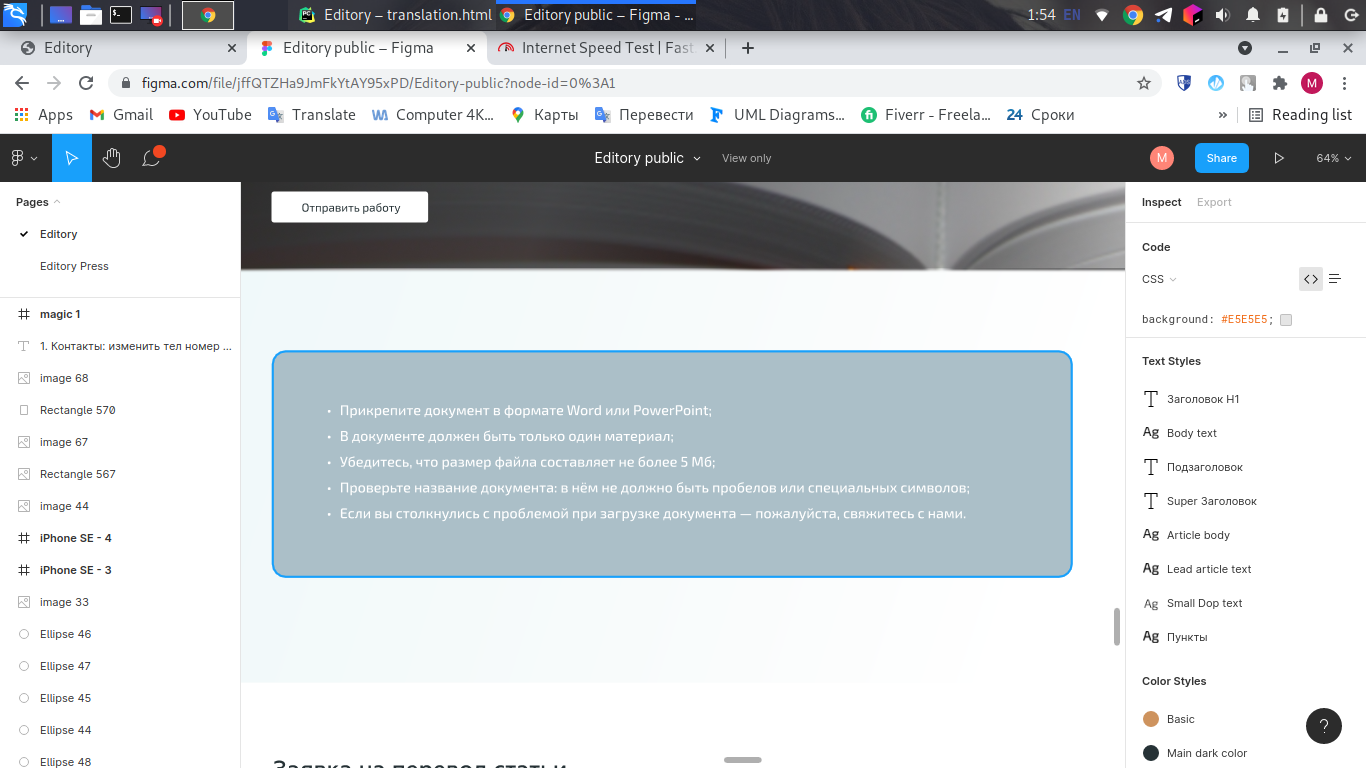 Editory – translation.html
Editory public – Figma - ...
1:54 EN
Editory
Editory public – Figma
Internet Speed Test | Fast
figma.com/file/jffQTZHa9JmFkYtAY95xPD/Editory-public?node-id=0%3A1
M
Apps
Gmail
YouTube
Translate
Computer 4K...
Карты
Перевести
UML Diagrams...
Fiverr - Freela...
24 Сроки
»
Reading list
Editory public
View only
M
Share
64%
Pages
Editory
Editory Press
magic 1
1. Контакты: изменить тел номер ...
image 68
Rectangle 570
image 67
Rectangle 567
image 44
iPhone SE - 4
iPhone SE - 3
image 33
Ellipse 46
Ellipse 47
Ellipse 45
Ellipse 44
Ellipse 48
Отправить работу
• Прикрепите документ в формате Word или PowerPoint;
• В документе должен быть только один материал;
• Убедитесь, что размер файла составляет не более 5 Мб;
• Проверьте название документа: в нём не должно быть пробелов или специальных символов;
• Если вы столкнулись с проблемой при загрузке документа — пожалуйста, свяжитесь с нами.
Заявка на перевод статьи
Inspect
Export
Code
CSS
background: #E5E5E5;
Text Styles
Заголовок H1
Ag Body text
Подзаголовок
Super Заголовок
Ag Article body
Ag Lead article text
Ag Small Dop text
Ag Пункты
Color Styles
Basic
Main dark color
?